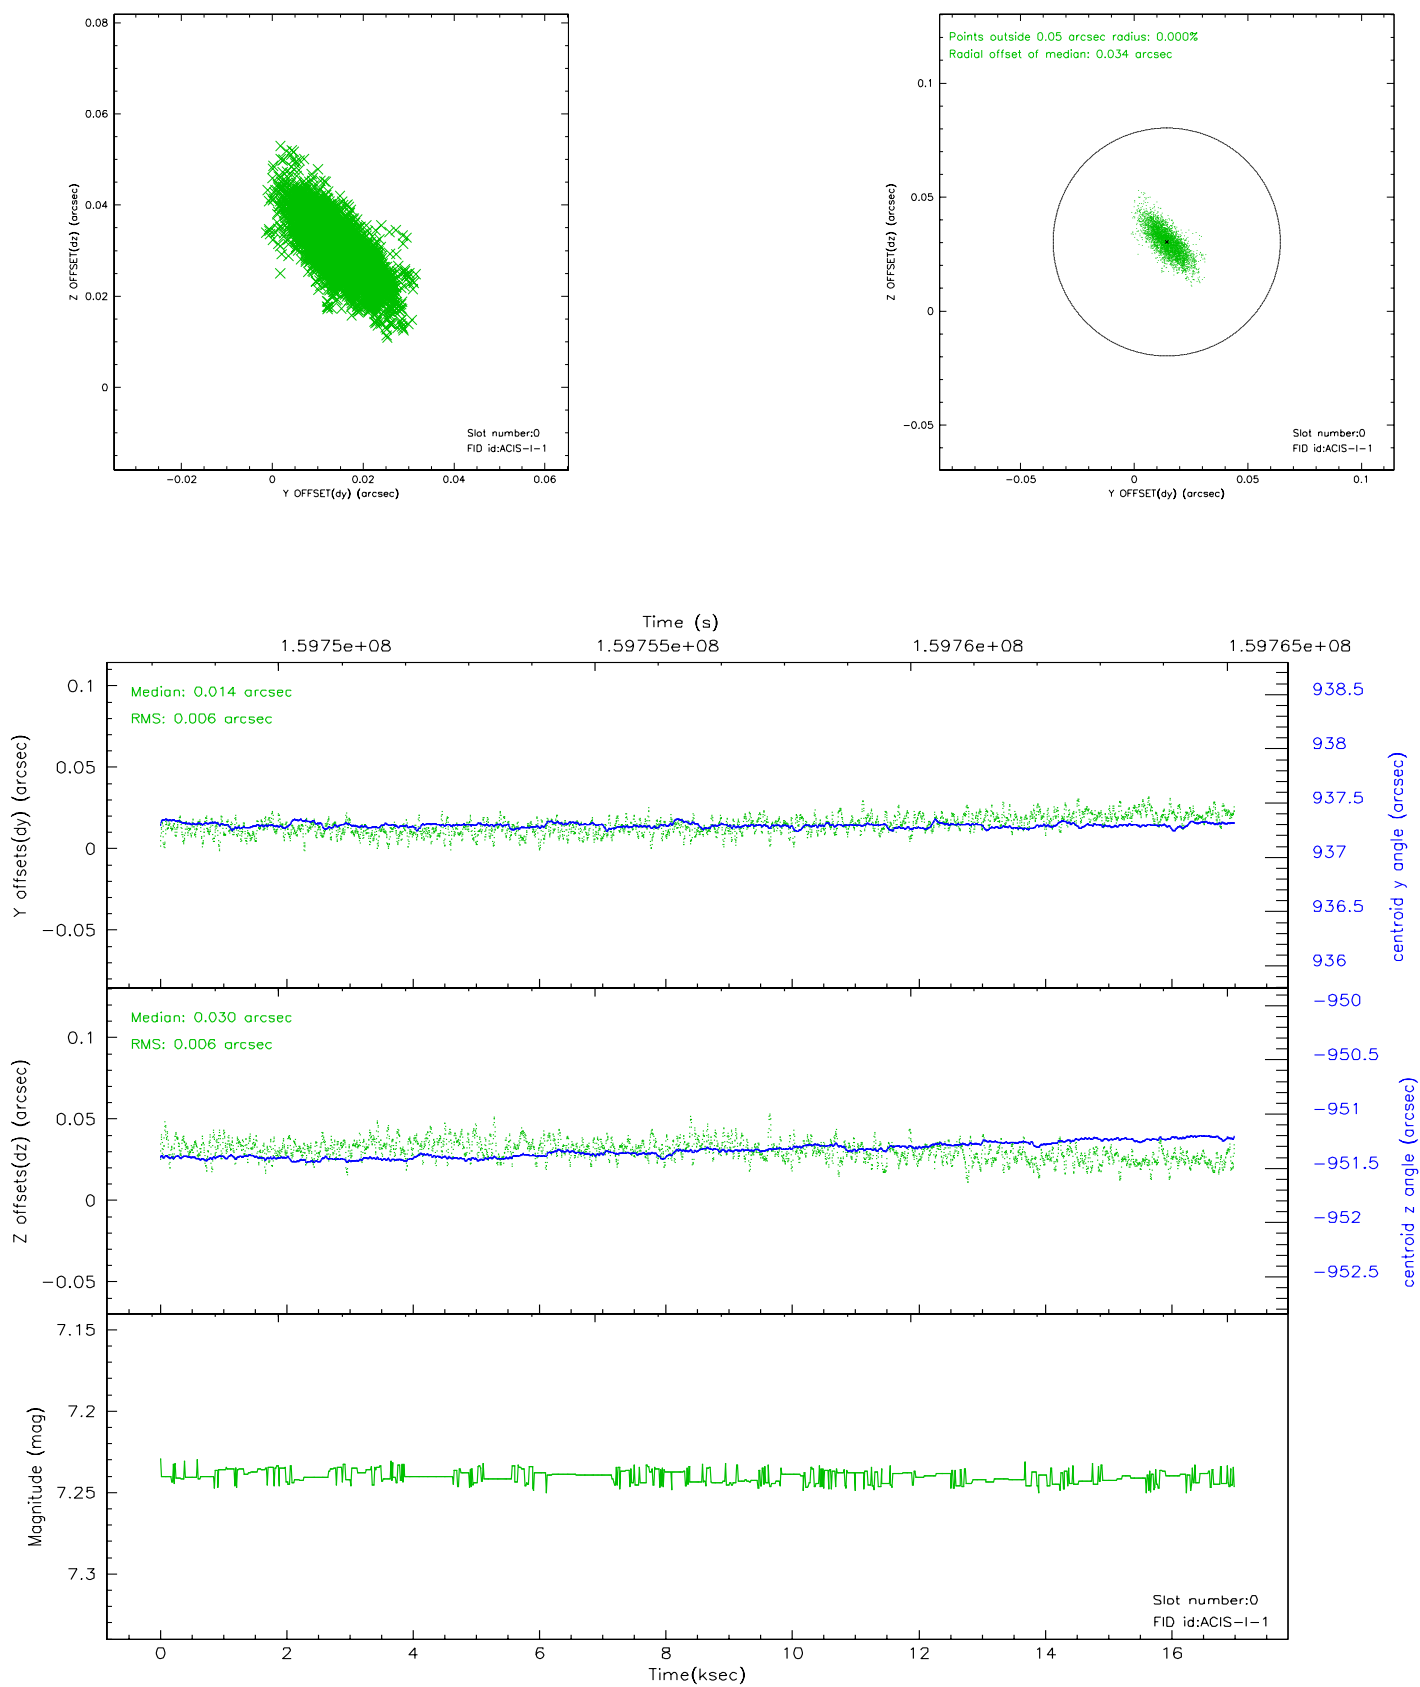 0.08
0.06
0.04
0.02
0
Z OFFSET(dz) (arcsec)
Slot number:0
FID id:ACIS-I-1
-0.02 0 0.02 0.04 0.06
Y OFFSET(dy) (arcsec)
Points outside 0.05 arcsec radius: 0.000%
Radial offset of median: 0.034 arcsec
0.1
0.05
0
-0.05
Z OFFSET(dz) (arcsec)
Slot number:0
FID id:ACIS-I-1
-0.05 0 0.05 0.1
Y OFFSET(dy) (arcsec)
Time (s)
1.5975e+08 1.59755e+08 1.5976e+08 1.59765e+08
Median: 0.014 arcsec
RMS: 0.006 arcsec
0.1
0.05
0
-0.05
Y offsets(dy) (arcsec)
938.5
938
937.5
937
936.5
936
centroid y angle (arcsec)
Median: 0.030 arcsec
RMS: 0.006 arcsec
0.1
0.05
0
-0.05
Z offsets(dz) (arcsec)
-950
-950.5
-951
-951.5
-952
-952.5
centroid z angle (arcsec)
7.15
7.2
7.25
7.3
Magnitude (mag)
Slot number:0
FID id:ACIS-I-1
0 2 4 6 8 10 12 14 16
Time(ksec)